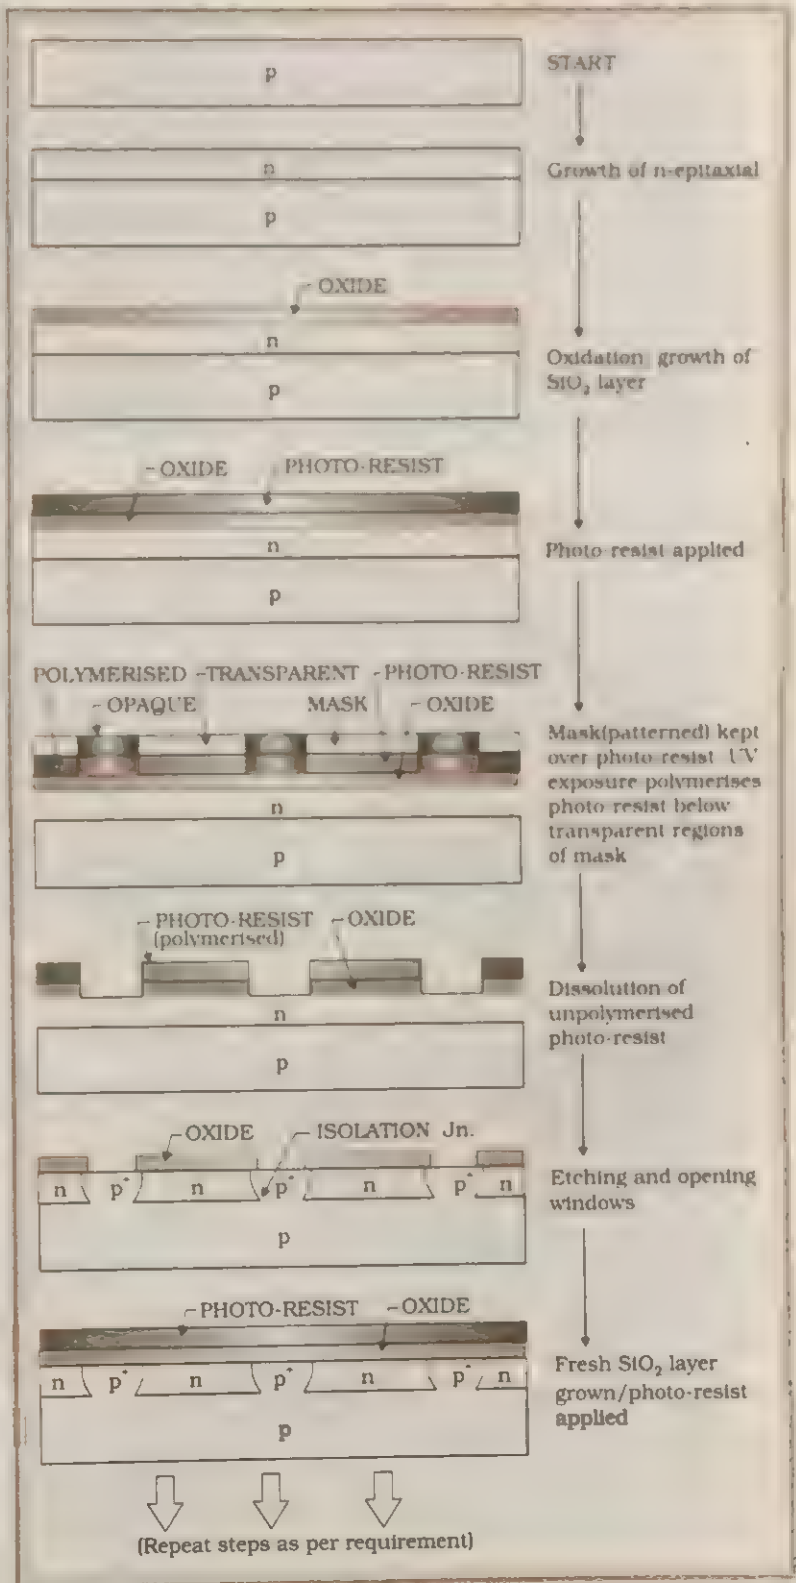 p
START
n
p
Growth of n-epitaxial
OXIDE
n
p
Oxidation growth of
SiO₂ layer
OXIDE PHOTO-RESIST
n
p
Photo resist applied
POLYMERISED TRANSPARENT PHOTO-RESIST
OPAQUE MASK OXIDE
n
p
Mask(patterned) kept
over photo resist UV
exposure polymerises
photo resist below
transparent regions
of mask
PHOTO-RESIST OXIDE
(polymerised)
n
p
Dissolution of
unpolymerised
photo-resist
OXIDE ISOLATION Jn.
n p⁺ n p⁺ n p⁺ n
p
Etching and opening
windows
PHOTO-RESIST OXIDE
n p⁺ n p⁺ n p⁺ n
p
Fresh SiO₂ layer
grown/photo-resist
applied
(Repeat steps as per requirement)